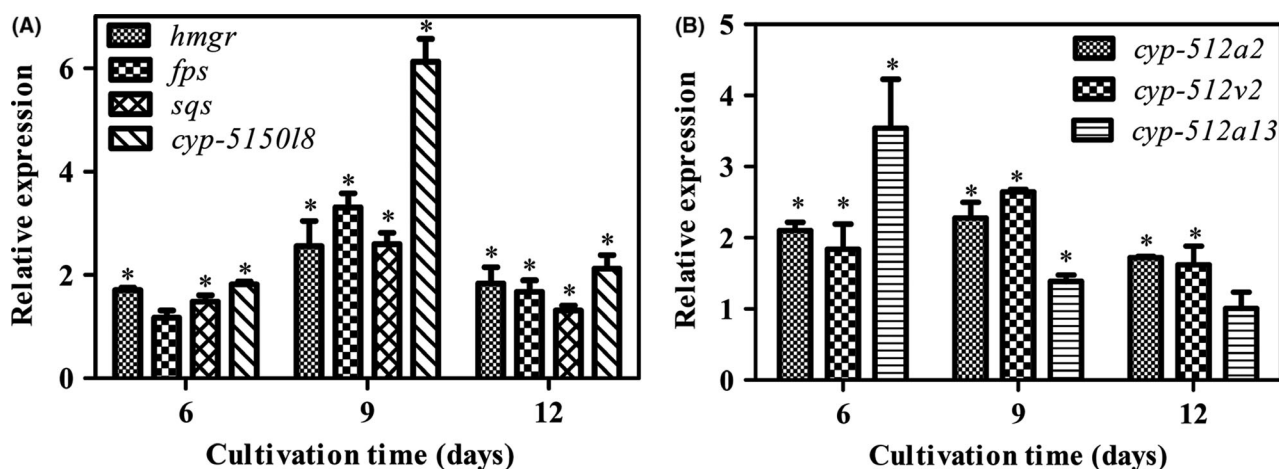 (A)
hmgr
fps
sqs
cyp-5150l8
Relative expression
6
4
2
0
* * * *
* * * *
* * * *
6 9 12
Cultivation time (days)
(B)
cyp-512a2
cyp-512v2
cyp-512a13
Relative expression
5
4
3
2
1
0
* * *
* * *
* *
6 9 12
Cultivation time (days)